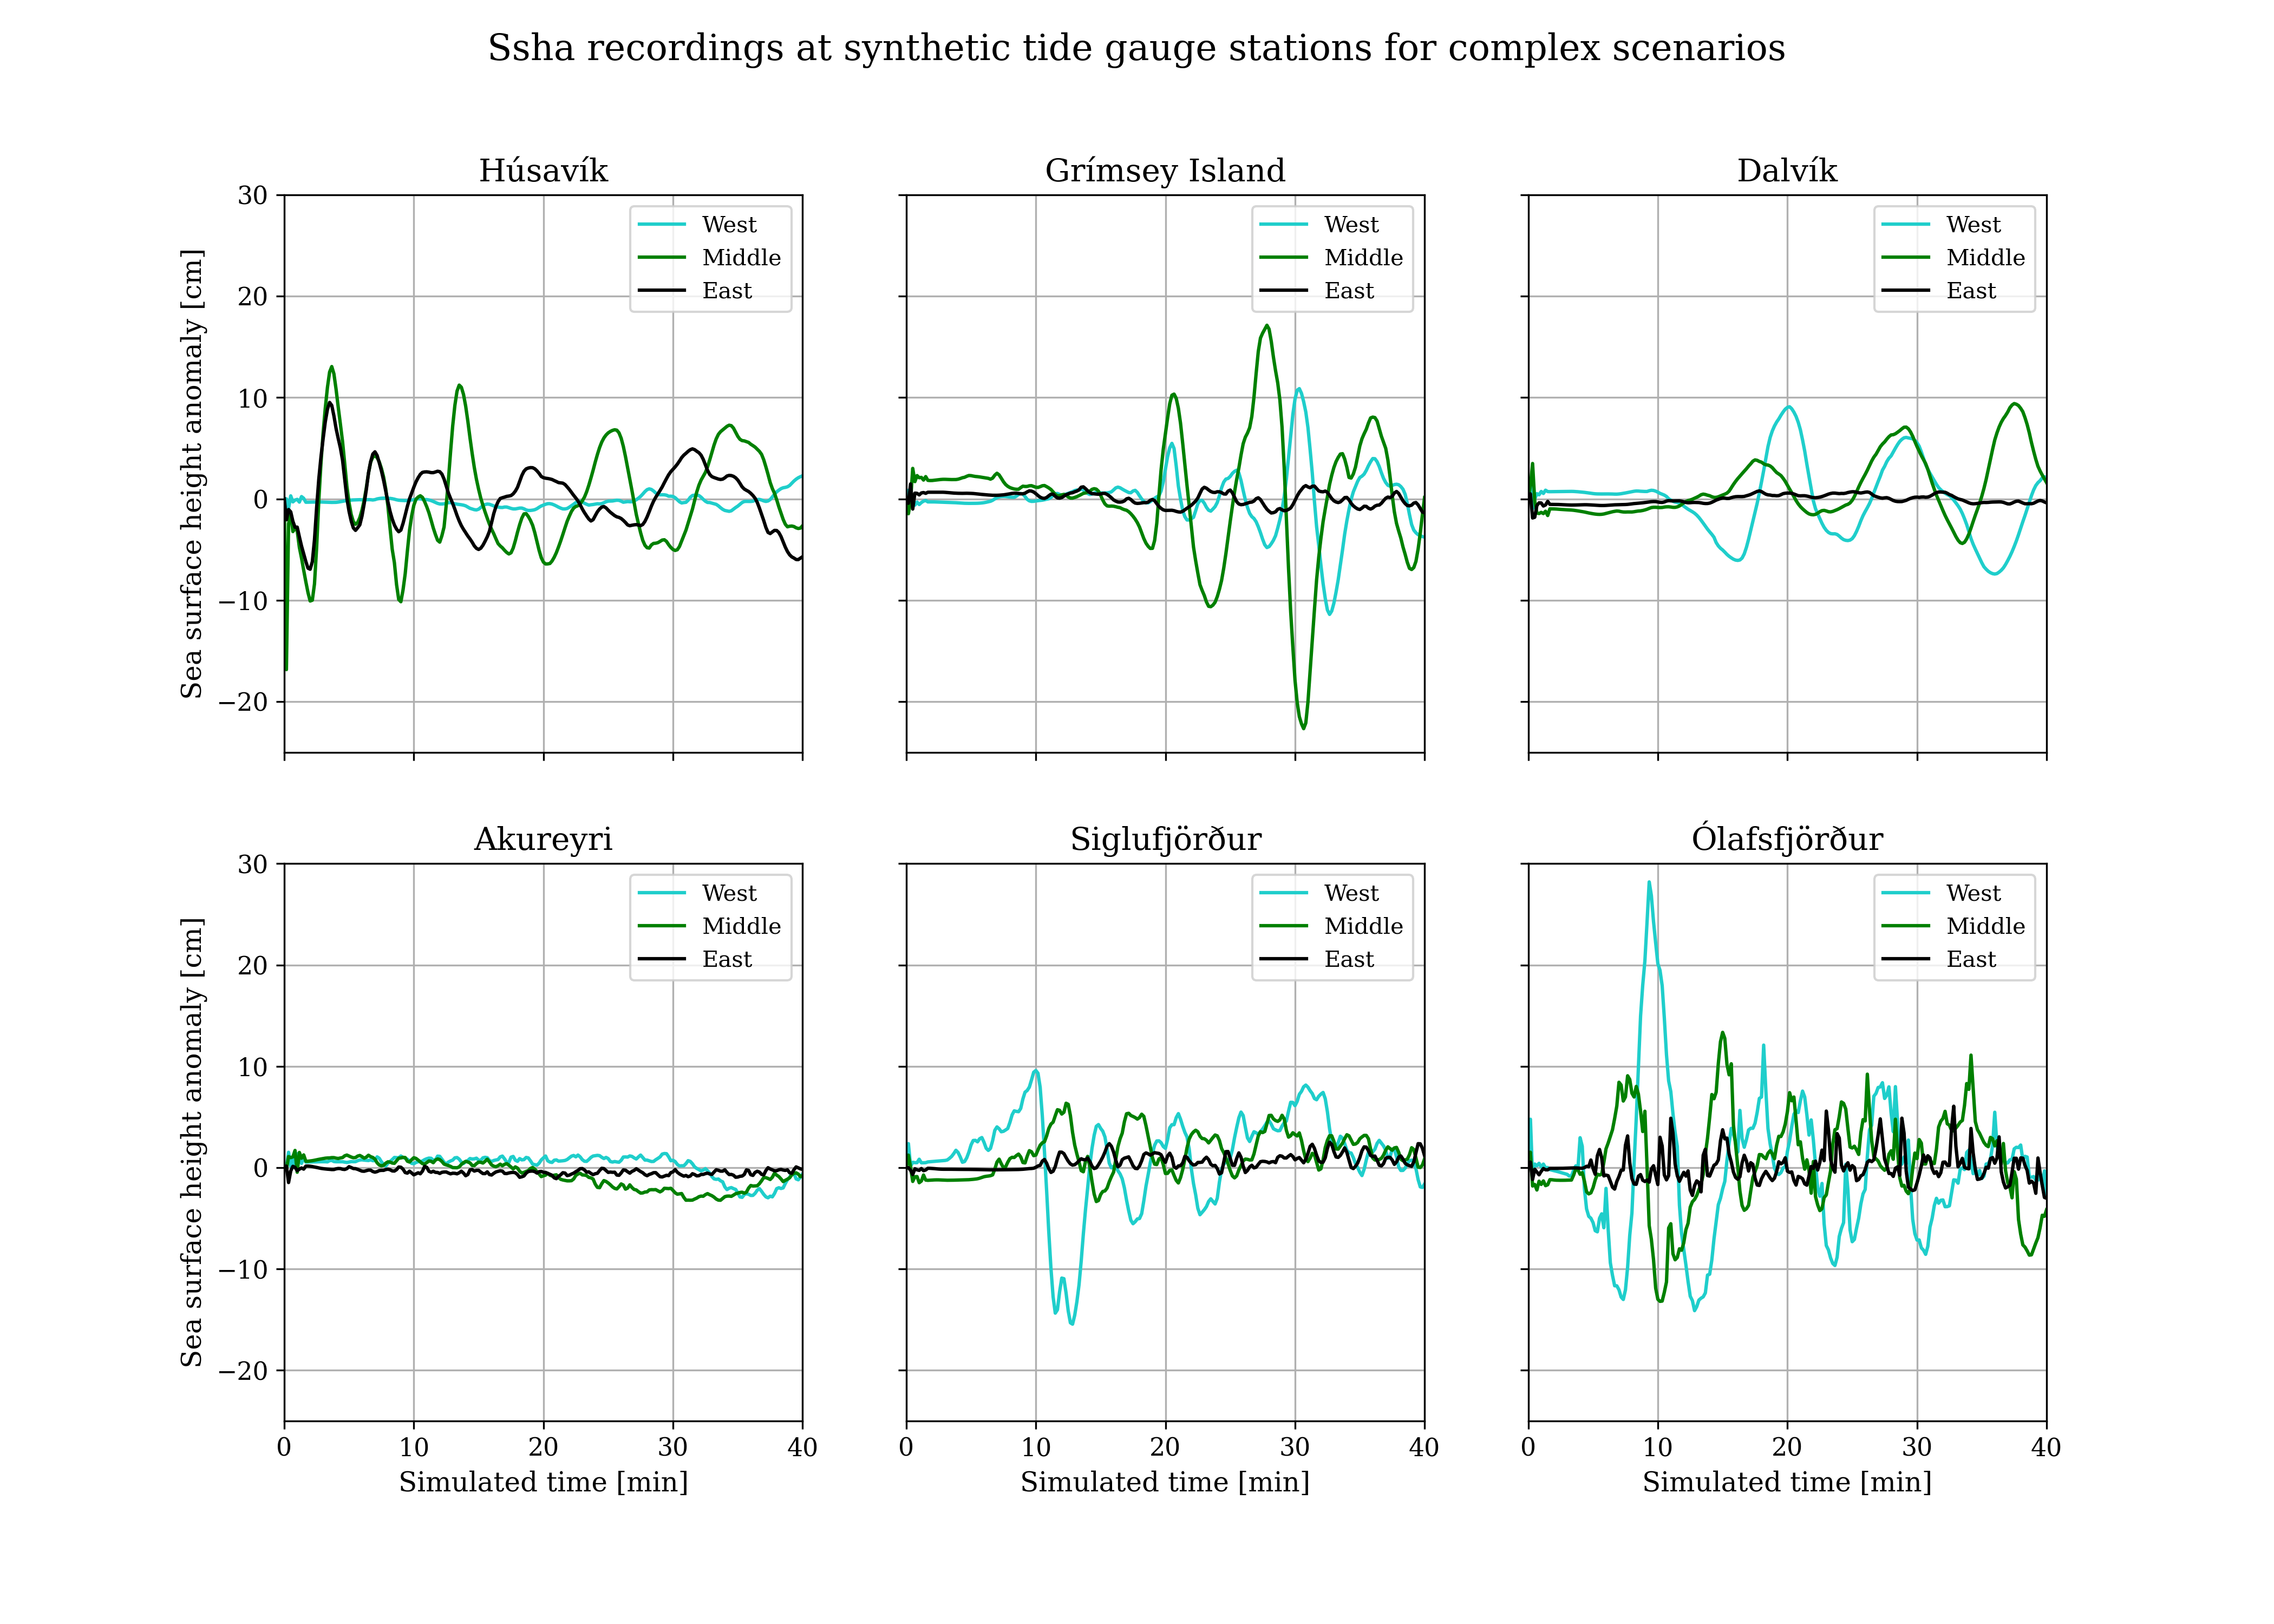 Ssha recordings at synthetic tide gauge stations for complex scenarios
Húsavík
Sea surface height anomaly [cm]
30
20
10
0
−10
−20
West
Middle
East
Grímsey Island
West
Middle
East
Dalvík
West
Middle
East
Akureyri
Sea surface height anomaly [cm]
30
20
10
0
−10
−20
West
Middle
East
0 10 20 30 40
Simulated time [min]
Siglufjörður
West
Middle
East
0 10 20 30 40
Simulated time [min]
Ólafsfjörður
West
Middle
East
0 10 20 30 40
Simulated time [min]